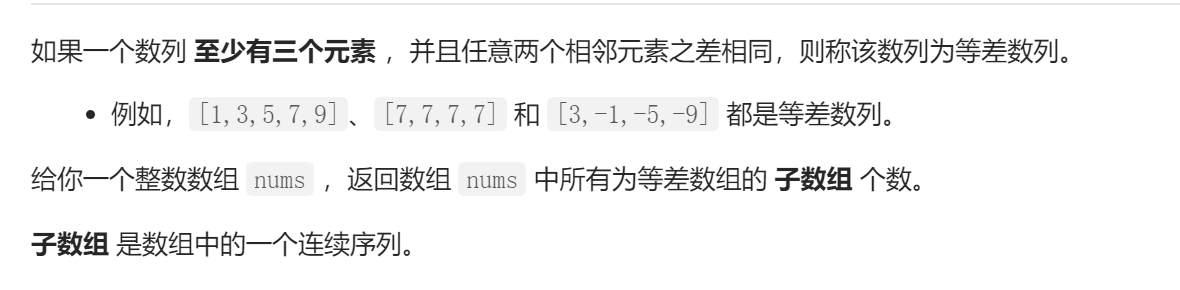 如果一个数列 至少有三个元素 ，并且任意两个相邻元素之差相同，则称该数列为等差数列。
• 例如，[1,3,5,7,9]、[7,7,7,7] 和 [3,-1,-5,-9] 都是等差数列。
给你一个整数数组 nums ，返回数组 nums 中所有为等差数组的 子数组 个数。
子数组 是数组中的一个连续序列。